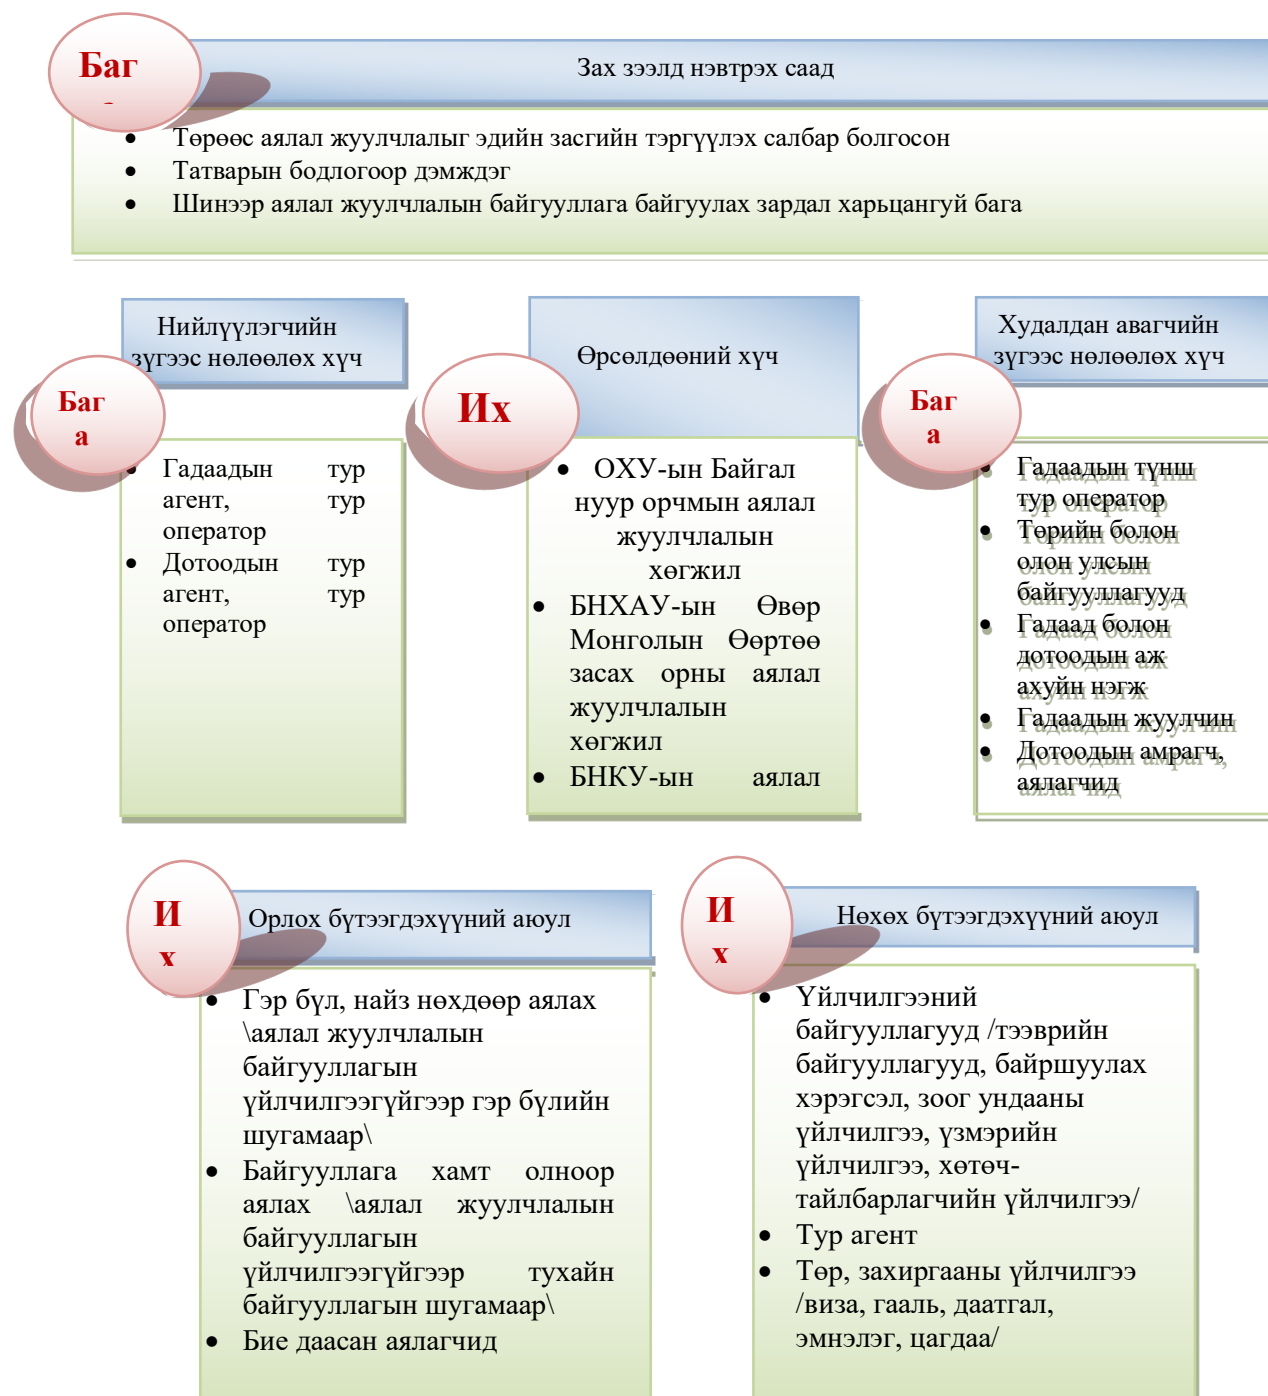 Баг
Зах зээлд нэвтрэх саад
• Төрөөс аялал жуулчлалыг эдийн засгийн тэргүүлэх салбар болгосон
• Татварын бодлогоор дэмждэг
• Шинээр аялал жуулчлалын байгууллага байгуулах зардал харьцангуй бага
Нийлүүлэгчийн
зүгээс нөлөөлөх хүч
Баг
а
• Гадаадын тур
агент, тур
оператор
• Дотоодын тур
агент, тур
оператор
Өрсөлдөөний хүч
Их
• ОХУ-ын Байгал
нуур орчмын аялал
жуулчлалын
хөгжил
• БНХАУ-ын Өвөр
Монголын Өөртөө
засах орны аялал
жуулчлалын
хөгжил
• БНКУ-ын аялал
Худалдан авагчийн
зүгээс нөлөөлөх хүч
Баг
а
• Гадаадын түнш
тур оператор
• Төрийн болон
олон улсын
байгууллагууд
• Гадаад болон
дотоодын аж
ахуйн нэгж
• Гадаадын жуулчин
• Дотоодын амрагч,
аялагчид
И
х
Орлох бүтээгдэхүүний аюул
• Гэр бүл, найз нөхдөөр аялах
\аялал жуулчлалын
байгууллагын
үйлчилгээгүйгээр гэр бүлийн
шугамаар\
• Байгууллага хамт олноор
аялах \аялал жуулчлалын
байгууллагын
үйлчилгээгүйгээр тухайн
байгууллагын шугамаар\
• Бие даасан аялагчид
И
х
Нөхөх бүтээгдэхүүний аюул
• Үйлчилгээний
байгууллагууд /тээврийн
байгууллагууд, байршуулах
хэрэгсэл, зоог ундааны
үйлчилгээ, үзмэрийн
үйлчилгээ, хөтөч-
тайлбарлагчийн үйлчилгээ/
• Тур агент
• Төр, захиргааны үйлчилгээ
/виза, гааль, даатгал,
эмнэлэг, цагдаа/